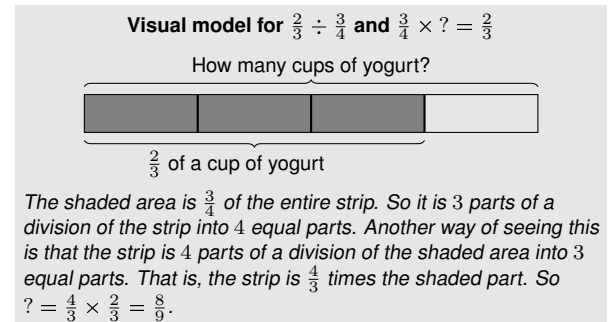 Visual model for 2/3 ÷ 3/4 and 3/4 × ? = 2/3
How many cups of yogurt?
2/3 of a cup of yogurt
The shaded area is 3/4 of the entire strip. So it is 3 parts of a
division of the strip into 4 equal parts. Another way of seeing this
is that the strip is 4 parts of a division of the shaded area into 3
equal parts. That is, the strip is 4/3 times the shaded part. So
? = 4/3 × 2/3 = 8/9.